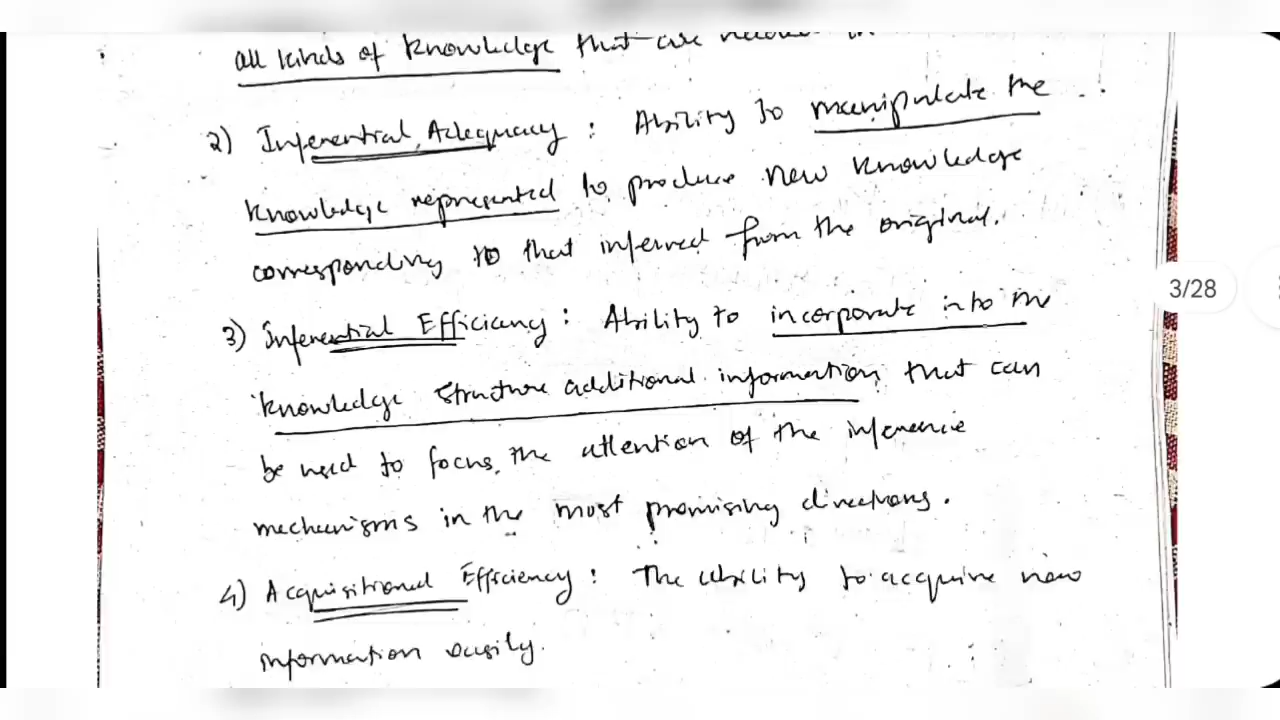 all kinds of knowledge that are in
2) Inferential Adequacy : Ability to manipulate the
knowledge represented to produce new knowledge
corresponding to that inferred from the original.
3/28
3) Inferential Efficiency : Ability to incorporate into the
knowledge structure additional information that can
be used to focus the attention of the inference
mechanisms in the most promising directions.
4) Acquisitional Efficiency : The ability to acquire new
information easily.